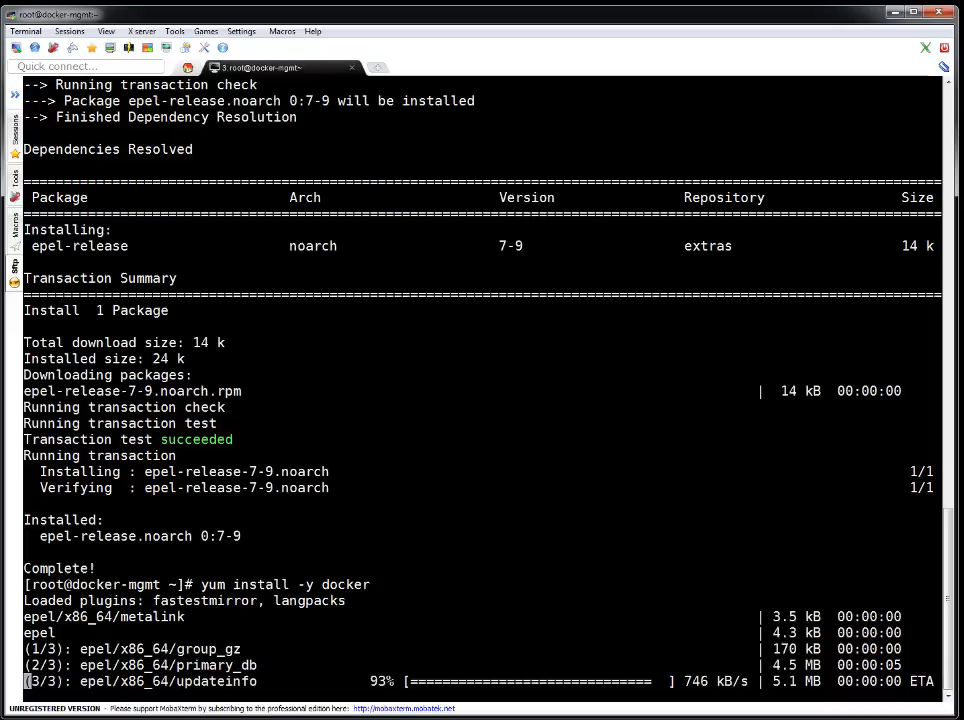 root@docker-mgmt:~
Terminal Sessions View X server Tools Games Settings Macros Help
Quick connect...
3. root@docker-mgmt:~
Sessions
Tools
Macros
Sftp
--> Running transaction check
---> Package epel-release.noarch 0:7-9 will be installed
--> Finished Dependency Resolution
Dependencies Resolved
================================================================================
Package Arch Version Repository Size
================================================================================
Installing:
epel-release noarch 7-9 extras 14 k
Transaction Summary
================================================================================
Install 1 Package
Total download size: 14 k
Installed size: 24 k
Downloading packages:
epel-release-7-9.noarch.rpm | 14 kB 00:00:00
Running transaction check
Running transaction test
Transaction test succeeded
Running transaction
Installing : epel-release-7-9.noarch 1/1
Verifying : epel-release-7-9.noarch 1/1
Installed:
epel-release.noarch 0:7-9
Complete!
[root@docker-mgmt ~]# yum install -y docker
Loaded plugins: fastestmirror, langpacks
epel/x86_64/metalink | 3.5 kB 00:00:00
epel | 4.3 kB 00:00:00
(1/3): epel/x86_64/group_gz | 170 kB 00:00:00
(2/3): epel/x86_64/primary_db | 4.5 MB 00:00:05
(3/3): epel/x86_64/updateinfo 93% [============================== ] 746 kB/s | 5.1 MB 00:00:00 ETA
UNREGISTERED VERSION - Please support MobaXterm by subscribing to the professional edition here: http://mobaxterm.mobatek.net